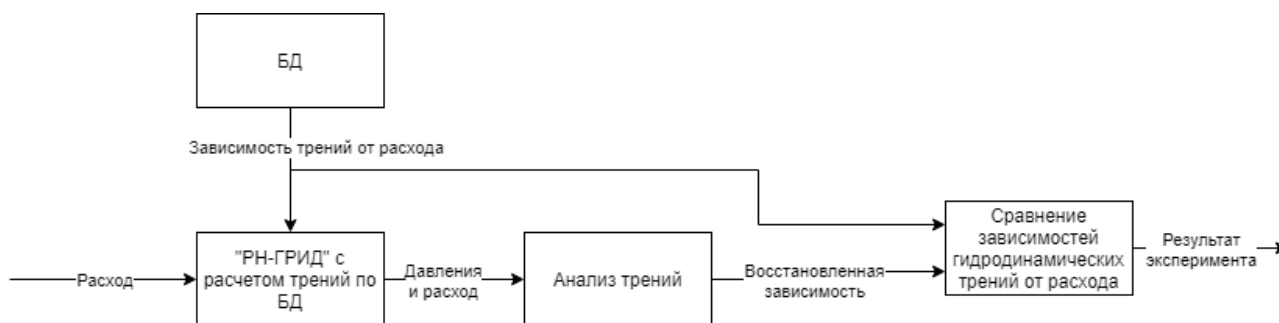 БД
Зависимость трений от расхода
Расход
"РН-ГРИД" с
расчетом трений по
БД
Давления
и расход
Анализ трений
Восстановленная
зависимость
Сравнение
зависимостей
гидродинамических
трений от расхода
Результат
эксперимента